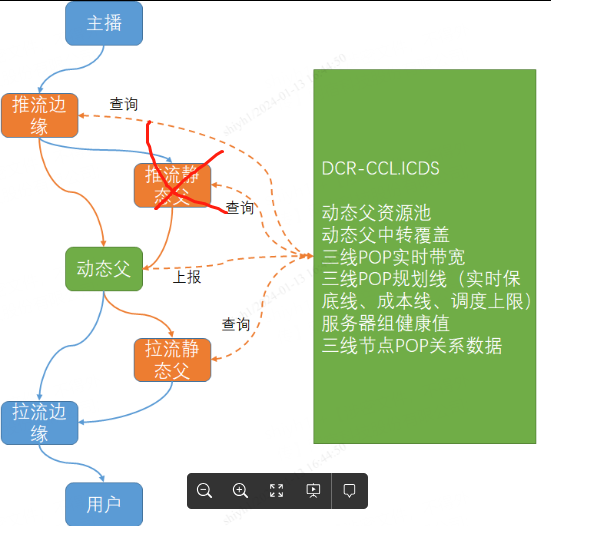 主播
推流边
缘
查询
推流静
态父
查询
动态父
上报
查询
拉流静
态父
拉流边
缘
用户
DCR-CCL.ICDS
动态父资源池
动态父中转覆盖
三线POP实时带宽
三线POP规划线（实时保
底线、成本线、调度上限）
服务器组健康值
三线节点POP关系数据